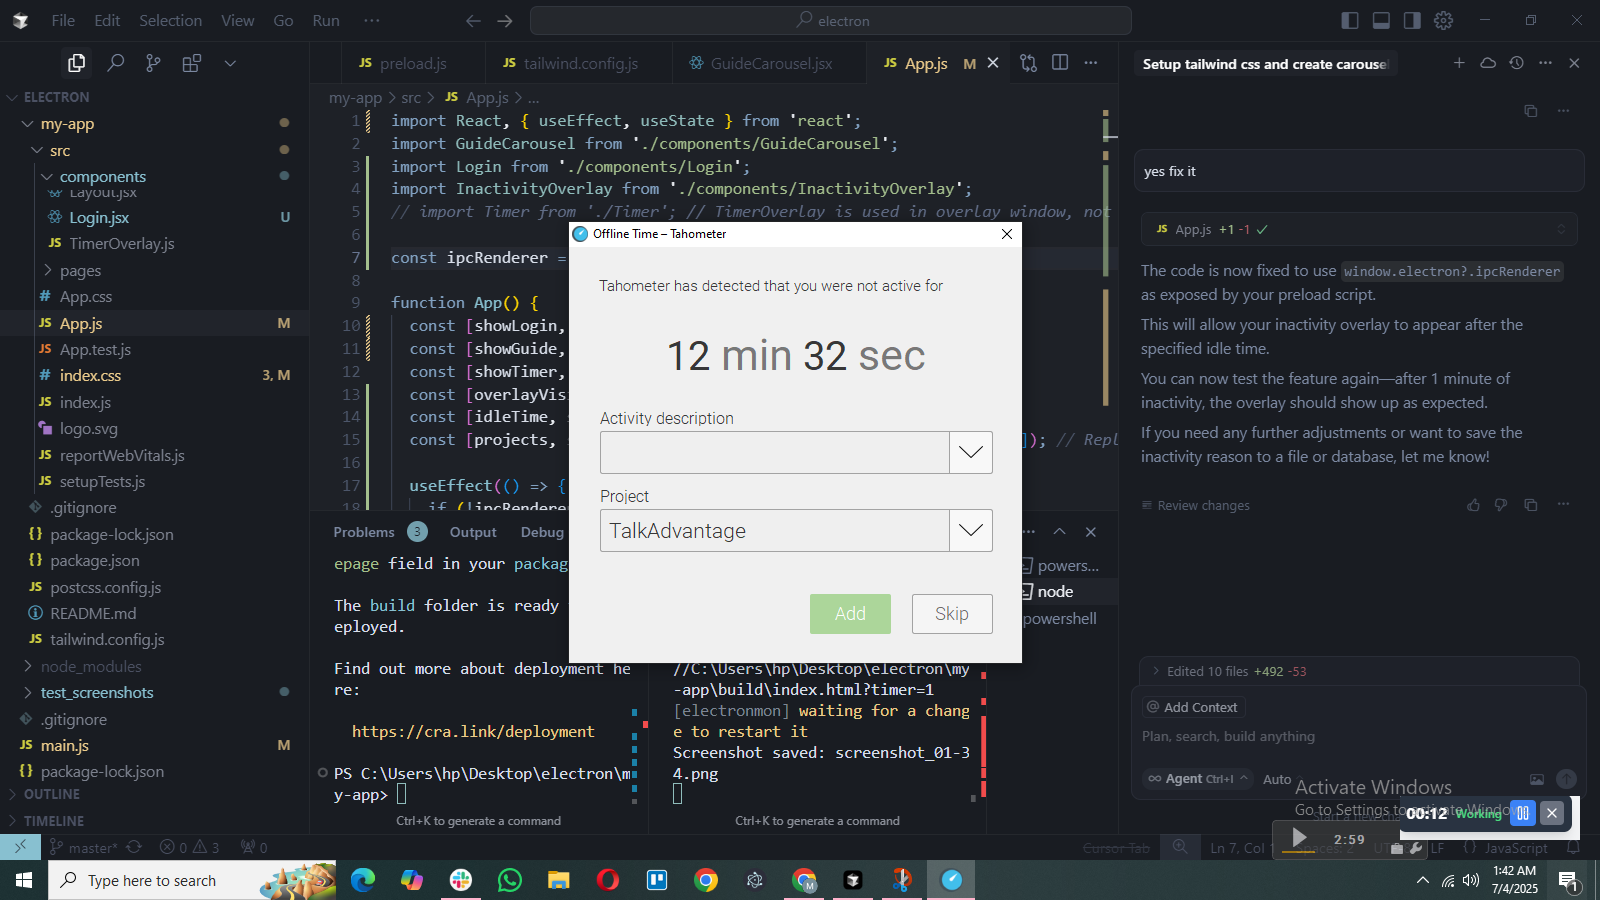 File Edit Selection View Go Run ···
electron
ELECTRON
my-app
src
components
Layout.jsx
Login.jsx U
TimerOverlay.js
pages
App.css
App.js M
App.test.js
index.css 3, M
index.js
logo.svg
reportWebVitals.js
setupTests.js
.gitignore
package-lock.json
package.json
postcss.config.js
README.md
tailwind.config.js
node_modules
test_screenshots
.gitignore
main.js M
package-lock.json
OUTLINE
TIMELINE
preload.js
tailwind.config.js
GuideCarousel.jsx
App.js M
my-app > src > JS App.js > ...
1 import React, { useEffect, useState } from 'react';
2 import GuideCarousel from './components/GuideCarousel';
3 import Login from './components/Login';
4 import InactivityOverlay from './components/InactivityOverlay';
5 // import Timer from './Timer'; // TimerOverlay is used in overlay window, not
6
7 const ipcRenderer =
8
9 function App() {
10 const [showLogin,
11 const [showGuide,
12 const [showTimer,
13 const [overlayVis
14 const [idleTime,
15 const [projects, ]); // Repl
16
17 useEffect(() => {
18 if (!ipcRenderer
Offline Time – Tahometer
Tahometer has detected that you were not active for
12 min 32 sec
Activity description
Project
TalkAdvantage
Add Skip
Problems 3 Output Debug
epage field in your packag
The build folder is ready
eployed.
Find out more about deployment he
re:
https://cra.link/deployment
PS C:\Users\hp\Desktop\electron\m
y-app>
Ctrl+K to generate a command
//C:\Users\hp\Desktop\electron\my
-app\build\index.html?timer=1
[electronmon] waiting for a chang
e to restart it
Screenshot saved: screenshot_01-3
4.png
Ctrl+K to generate a command
powers...
node
powershell
Setup tailwind css and create carousel
yes fix it
JS App.js +1 -1
The code is now fixed to use window.electron?.ipcRenderer
as exposed by your preload script.
This will allow your inactivity overlay to appear after the
specified idle time.
You can now test the feature again—after 1 minute of
inactivity, the overlay should show up as expected.
If you need any further adjustments or want to save the
inactivity reason to a file or database, let me know!
Review changes
Edited 10 files +492 -53
@ Add Context
Plan, search, build anything
∞ Agent Ctrl+I Auto
Activate Windows
Go to Settings to activate Windows
00:12 Working
2:59
master* 0 3 0
Cursor Tab Ln 7, Col 1 LF {} JavaScript
Type here to search
1:42 AM
7/4/2025
1